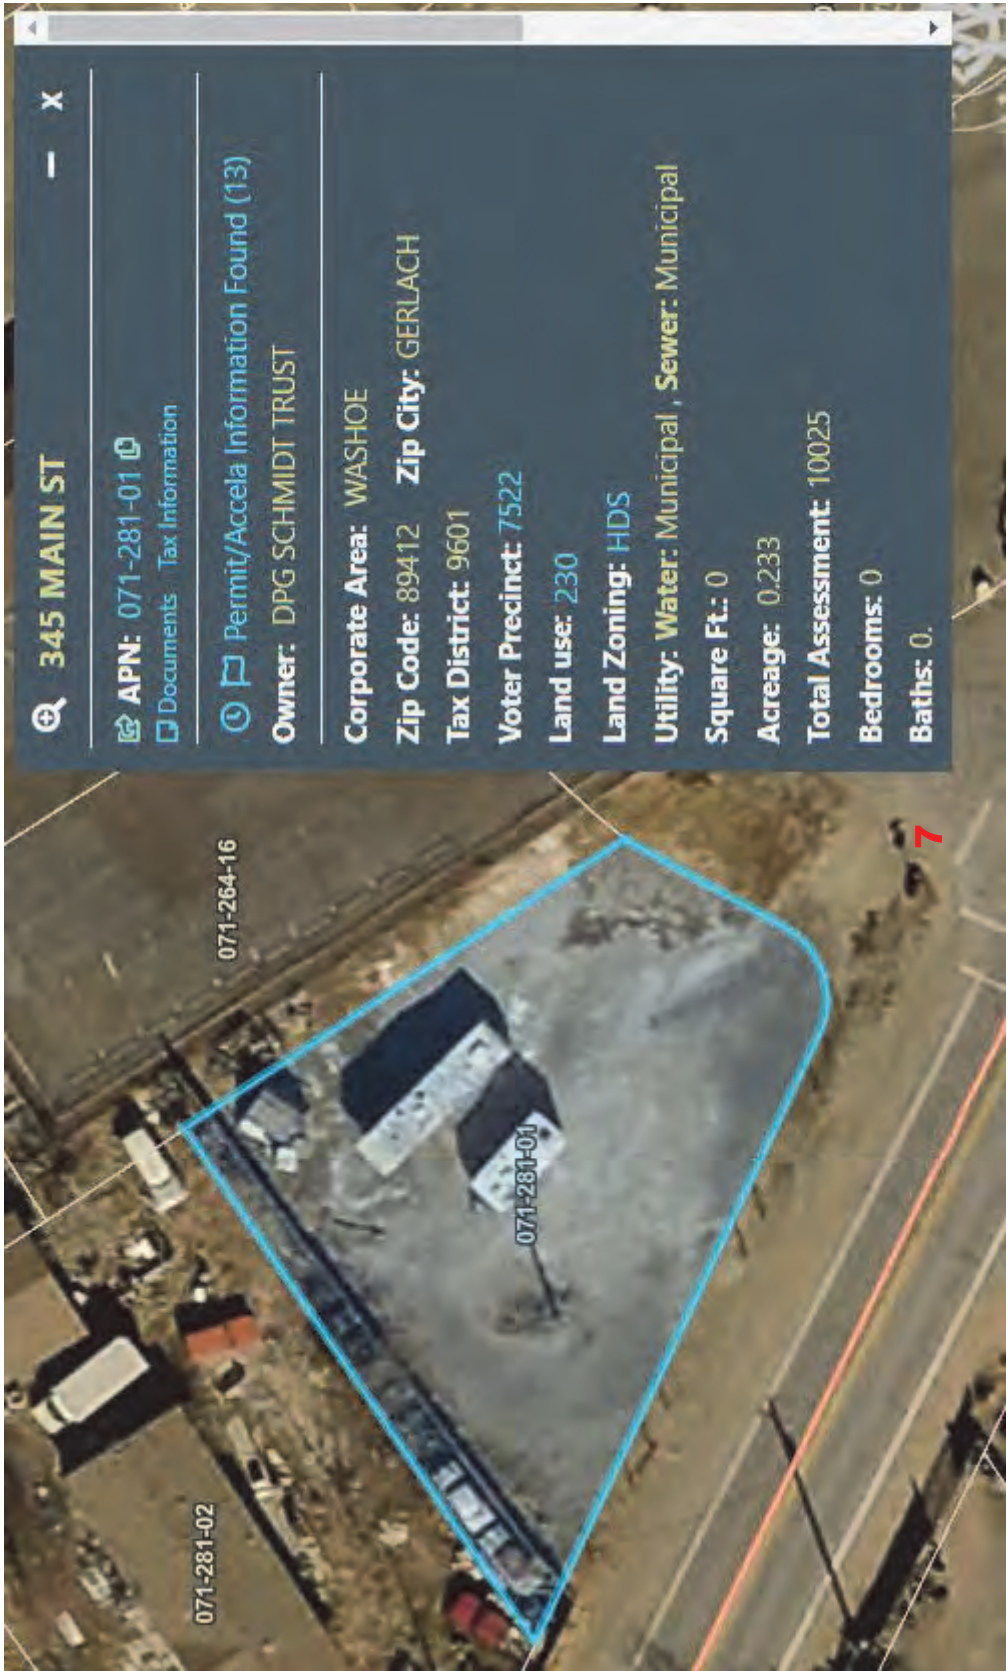 345 MAIN ST – X
APN: 071-281-01
Documents Tax Information
Permit/Accela Information Found (13)
Owner: DPG SCHMIDT TRUST
Corporate Area: WASHOE
Zip Code: 89412 Zip City: GERLACH
Tax District: 9601
Voter Precinct: 7522
Land use: 230
Land Zoning: HDS
Utility: Water: Municipal , Sewer: Municipal
Square Ft.: 0
Acreage: 0.233
Total Assessment: 10025
Bedrooms: 0
Baths: 0.
071-264-16
071-281-01
071-281-02
7